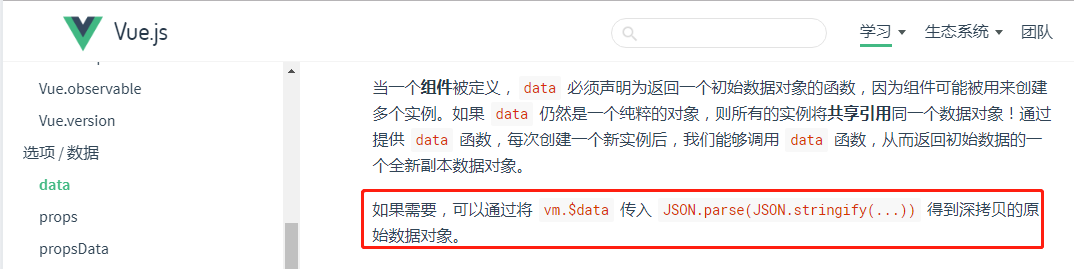 Vue.js
学习
生态系统
团队
Vue.observable
Vue.version
选项 / 数据
data
props
propsData
当一个组件被定义，data 必须声明为返回一个初始数据对象的函数，因为组件可能被用来创建
多个实例。如果 data 仍然是一个纯粹的对象，则所有的实例将共享引用同一个数据对象！通过
提供 data 函数，每次创建一个新实例后，我们能够调用 data 函数，从而返回初始数据的一
个全新副本数据对象。
如果需要，可以通过将 vm.$data 传入 JSON.parse(JSON.stringify(...)) 得到深拷贝的原
始数据对象。